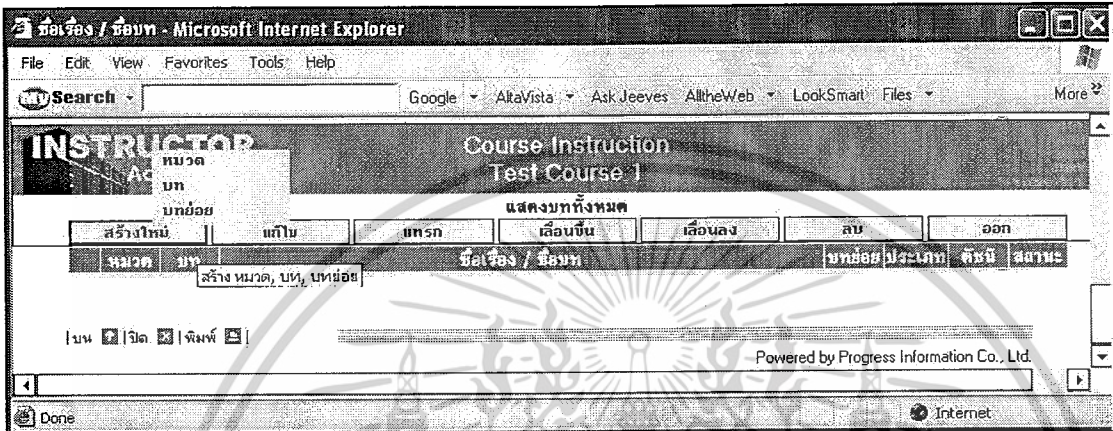 ชื่อเรื่อง / ชื่อบท - Microsoft Internet Explorer
File Edit View Favorites Tools Help
My Search Google AltaVista Ask Jeeves AlltheWeb LookSmart Files More
INSTRUCTOR Course Instruction
Test Course 1
หมวด
บท
บทย่อย
แสดงบททั้งหมด
สร้างใหม่ แก้ไข แทรก เลื่อนขึ้น เลื่อนลง ลบ ออก
หมวด บท ชื่อเรื่อง / ชื่อบท บทย่อย ประเภท ดัชนี สถานะ
สร้าง หมวด, บท, บทย่อย
|บน |ปิด |พิมพ์ |
Powered by Progress Information Co., Ltd.
Done Internet